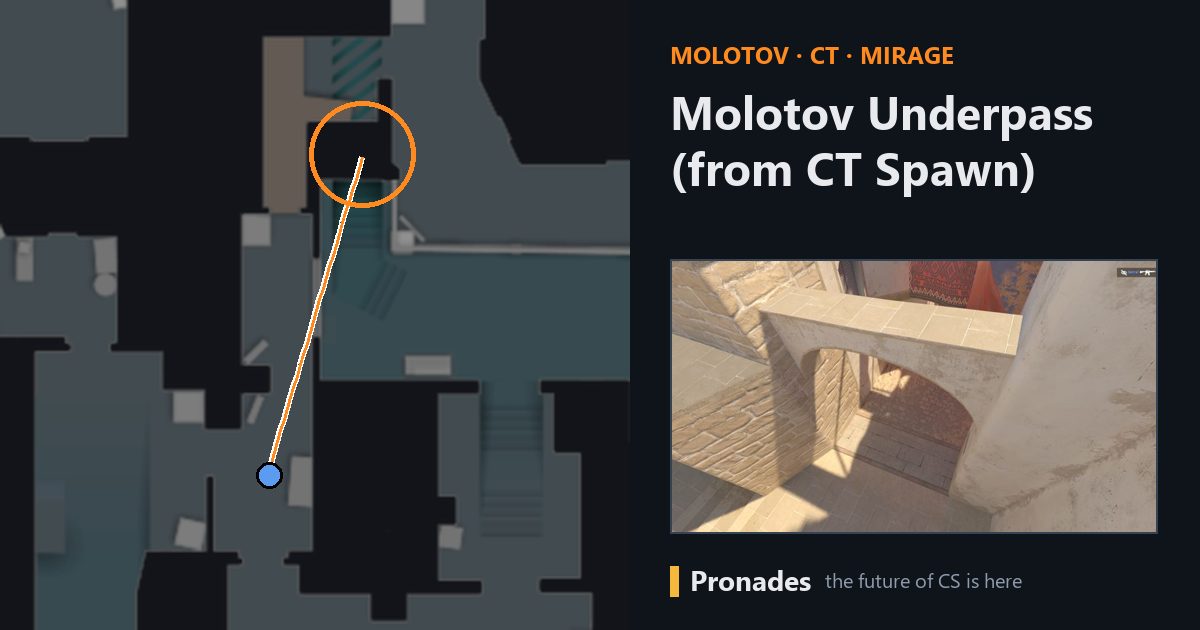 MOLOTOV · CT · MIRAGE
Molotov Underpass
(from CT Spawn)
Pronades the future of CS is here